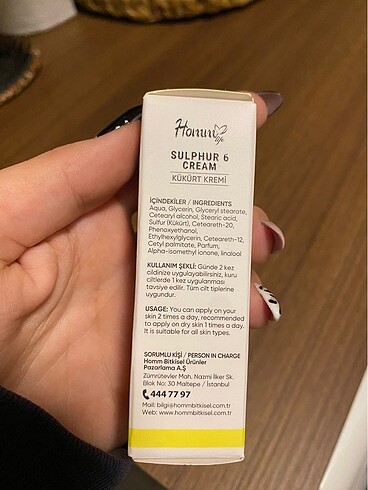 Homm life
SULPHUR 6
CREAM
KÜKÜRT KREMİ
İÇİNDEKİLER / INGREDIENTS
Aqua, Glycerin, Glyceryl stearate,
Cetearyl alcohol, Stearic acid,
Sulfur (Kükürt), Ceteareth-20,
Phenoxyethanol,
Ethylhexylglycerin, Ceteareth-12,
Cetyl palmitate, Parfum,
Alpha-isomethyl ionone, linalool
KULLANIM ŞEKLİ: Günde 2 kez
cildinize uygulayabilirsiniz, kuru
ciltlerde 1 kez uygulanması
tavsiye edilir. Tüm cilt tiplerine
uygundur.
USAGE: You can apply on your
skin 2 times a day, recommended
to apply on dry skin 1 times a day.
It is suitable for all skin types.
SORUMLU KİŞİ / PERSON IN CHARGE
Homm Bitkisel Ürünler
Pazarlama A.Ş
Zümrütevler Mah. Nazmi İlker Sk.
Blok No: 30 Maltepe / İstanbul
444 77 97
Mail: bilgi@hommbitkisel.com.tr
Web: www.hommbitkisel.com.tr